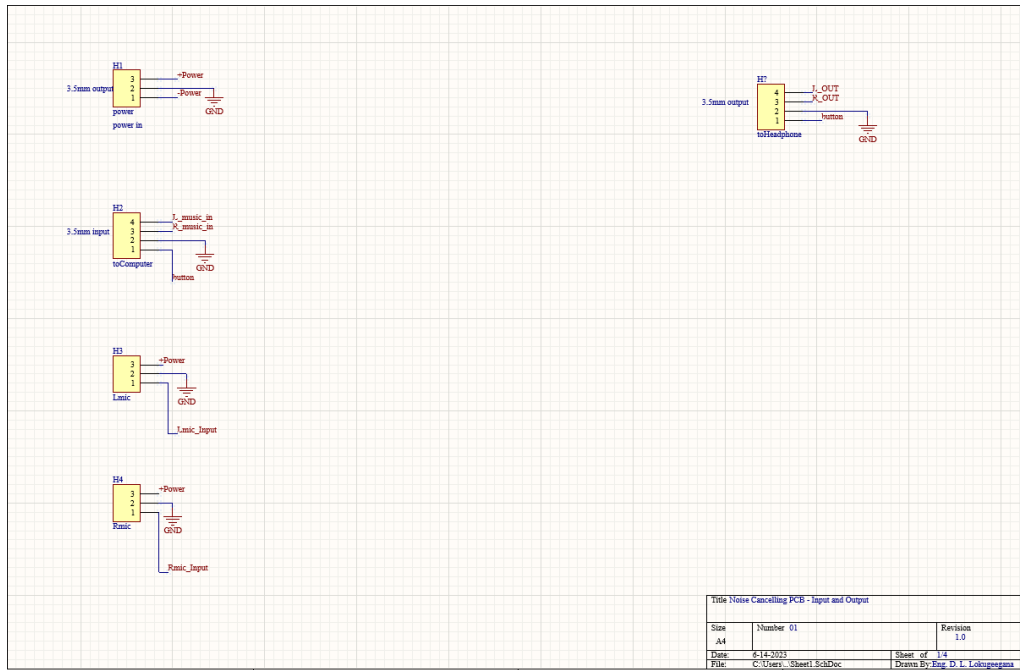 H1
3
+Power
3.5mm output
2
1
-Power
GND
power
power in
H?
4
L_OUT
3.5mm output
3
R_OUT
2
1
button
toHeadphone
GND
H2
4
L_music_in
3.5mm input
3
R_music_in
2
1
GND
toComputer
button
H3
+Power
3
2
1
Lmic
GND
Lmic_Input
H4
+Power
3
2
1
Rmic
GND
Rmic_Input
Title Noise Cancelling PCB - Input and Output
Size Number 01 Revision
A4 1.0
Date: 6-14-2023 Sheet of 1/4
File: C:\Users\..\Sheet1.SchDoc Drawn By: Eng. D. L. Lokugeegana